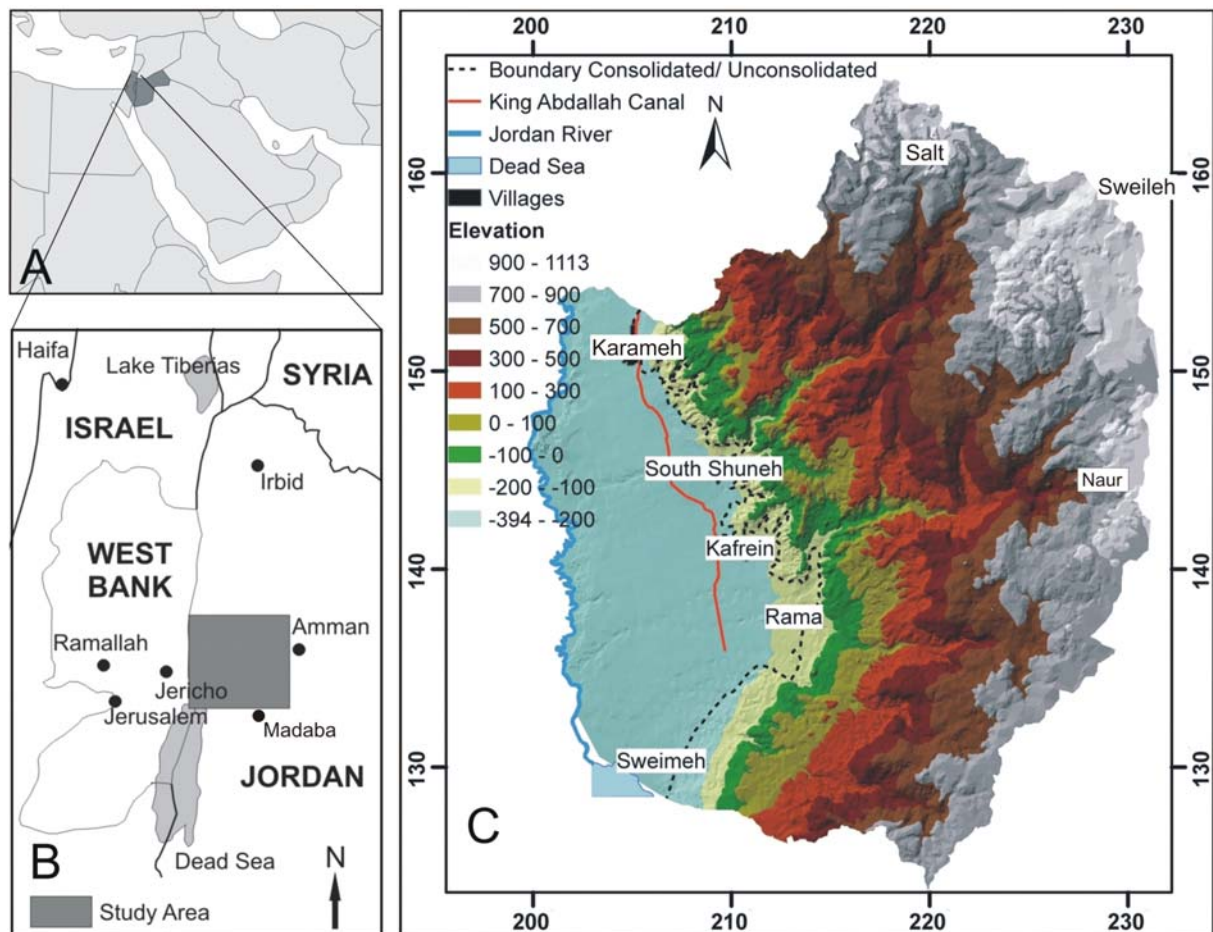 A
Haifa
Lake Tiberias
SYRIA
ISRAEL
Irbid
WEST
BANK
Ramallah
Amman
Jericho
Jerusalem
Madaba
JORDAN
Dead Sea
B
N
Study Area
200
210
220
230
Boundary Consolidated/ Unconsolidated
King Abdallah Canal
Jordan River
Dead Sea
Villages
Elevation
900 - 1113
700 - 900
500 - 700
300 - 500
100 - 300
0 - 100
-100 - 0
-200 - -100
-394 - -200
N
160
150
140
130
160
150
140
130
Salt
Sweileh
Karameh
South Shuneh
Naur
Kafrein
Rama
Sweimeh
C
200
210
220
230